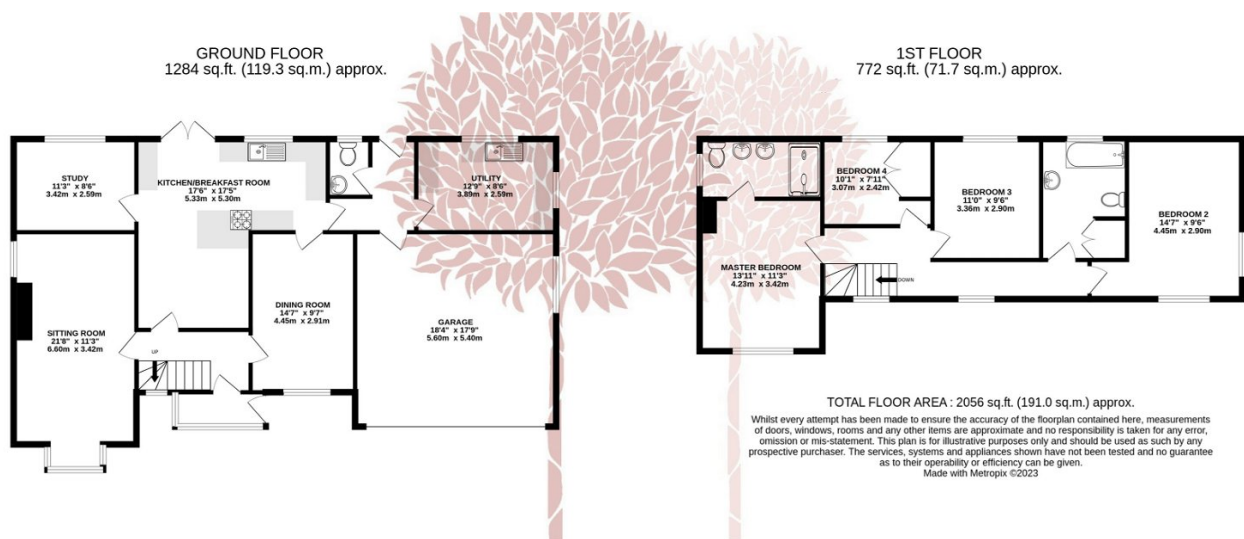 GROUND FLOOR
1284 sq.ft. (119.3 sq.m.) approx.
STUDY
11'3" x 8'6"
3.42m x 2.59m
KITCHEN/BREAKFAST ROOM
17'6" x 17'5"
5.33m x 5.30m
UTILITY
12'9" x 8'6"
3.89m x 2.59m
SITTING ROOM
21'8" x 11'3"
6.60m x 3.42m
UP
DINING ROOM
14'7" x 9'7"
4.45m x 2.91m
GARAGE
18'4" x 17'9"
5.60m x 5.40m
1ST FLOOR
772 sq.ft. (71.7 sq.m.) approx.
BEDROOM 4
10'1" x 7'11"
3.07m x 2.42m
BEDROOM 3
11'0" x 9'6"
3.36m x 2.90m
BEDROOM 2
14'7" x 9'6"
4.45m x 2.90m
MASTER BEDROOM
13'11" x 11'3"
4.23m x 3.42m
DOWN
TOTAL FLOOR AREA : 2056 sq.ft. (191.0 sq.m.) approx.
Whilst every attempt has been made to ensure the accuracy of the floorplan contained here, measurements
of doors, windows, rooms and any other items are approximate and no responsibility is taken for any error,
omission or mis-statement. This plan is for illustrative purposes only and should be used as such by any
prospective purchaser. The services, systems and appliances shown have not been tested and no guarantee
as to their operability or efficiency can be given.
Made with Metropix ©2023